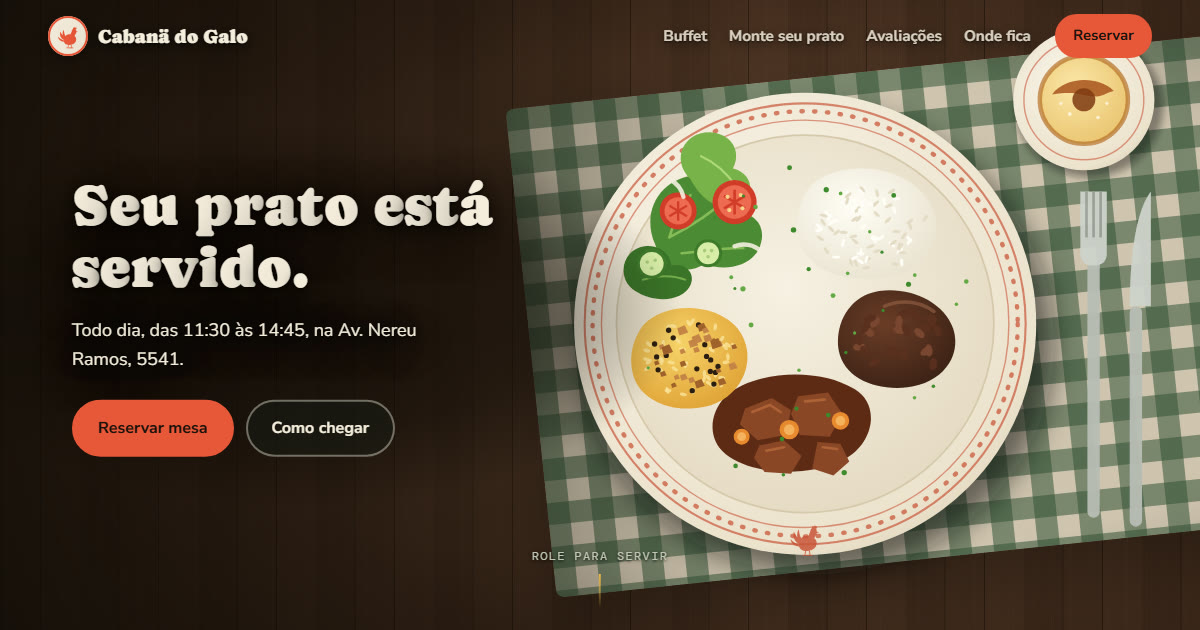 Cabanä do Galo
Buffet
Monte seu prato
Avaliações
Onde fica
Reservar
Seu prato está
servido.
Todo dia, das 11:30 às 14:45, na Av. Nereu
Ramos, 5541.
Reservar mesa
Como chegar
ROLE PARA SERVIR